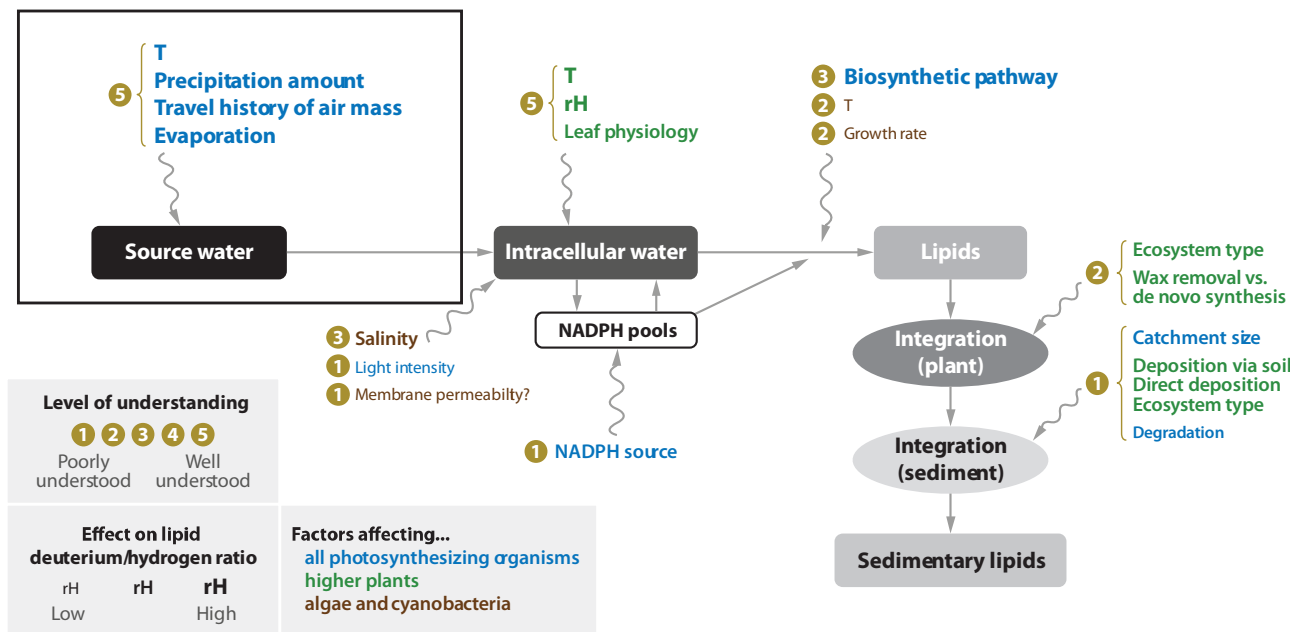 5
T
Precipitation amount
Travel history of air mass
Evaporation
5
T
rH
Leaf physiology
3 Biosynthetic pathway
2 T
2 Growth rate
Source water
Intracellular water
Lipids
NADPH pools
3 Salinity
1 Light intensity
1 Membrane permeabilty?
1 NADPH source
2
Ecosystem type
Wax removal vs.
de novo synthesis
Integration
(plant)
1
Catchment size
Deposition via soil
Direct deposition
Ecosystem type
Degradation
Integration
(sediment)
Sedimentary lipids
Level of understanding
1 2 3 4 5
Poorly
understood
Well
understood
Effect on lipid
deuterium/hydrogen ratio
rH rH rH
Low High
Factors affecting...
all photosynthesizing organisms
higher plants
algae and cyanobacteria